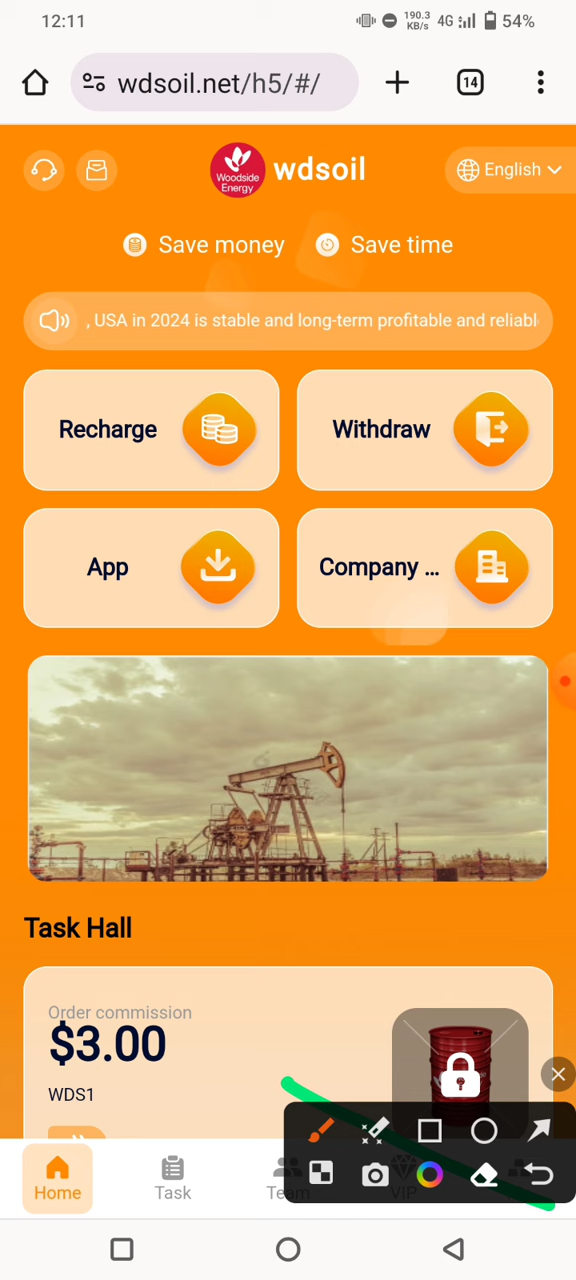 12:11
190.3
KB/s
4G
54%
wdsoil.net/h5/#/
14
Woodside
Energy
wdsoil
English
Save money
Save time
, USA in 2024 is stable and long-term profitable and reliabl
Recharge
Withdraw
App
Company ...
Task Hall
Order commission
$3.00
WDS1
Home
Task
Team
VIP